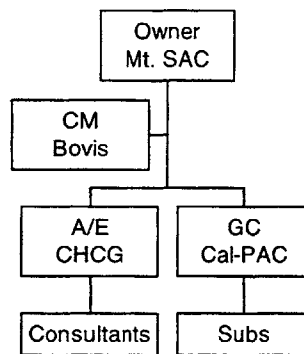 Owner
Mt. SAC
CM
Bovis
A/E
CHCG
GC
Cal-PAC
Consultants
Subs